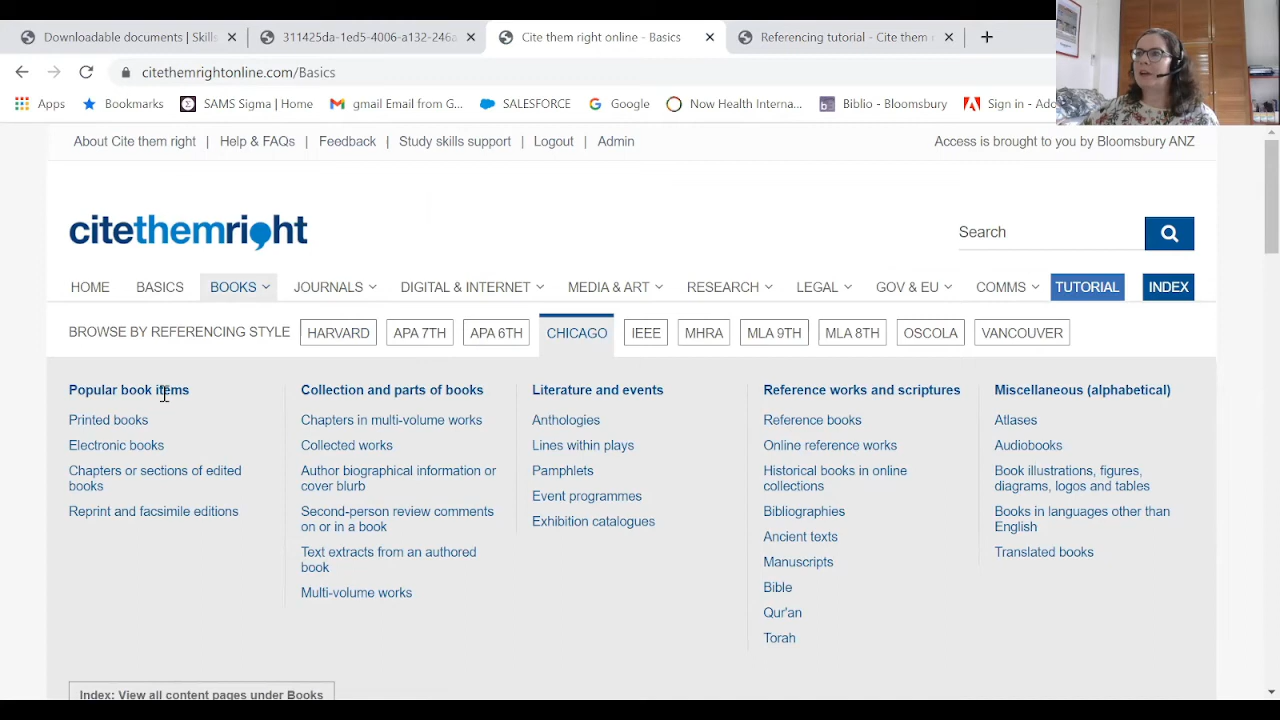 Downloadable documents | Skills
311425da-1ed5-4006-a132-246a
Cite them right online - Basics
Referencing tutorial - Cite them r
citethemrightonline.com/Basics
Apps
Bookmarks
SAMS Sigma | Home
gmail Email from G...
SALESFORCE
Google
Now Health Interna...
Biblio - Bloomsbury
Sign in - Ado
About Cite them right | Help & FAQs | Feedback | Study skills support | Logout | Admin
Access is brought to you by Bloomsbury ANZ
citethemright
Search
HOME BASICS BOOKS JOURNALS DIGITAL & INTERNET MEDIA & ART RESEARCH LEGAL GOV & EU COMMS TUTORIAL INDEX
BROWSE BY REFERENCING STYLE HARVARD APA 7TH APA 6TH CHICAGO IEEE MHRA MLA 9TH MLA 8TH OSCOLA VANCOUVER
Popular book items
Printed books
Electronic books
Chapters or sections of edited
books
Reprint and facsimile editions
Collection and parts of books
Chapters in multi-volume works
Collected works
Author biographical information or
cover blurb
Second-person review comments
on or in a book
Text extracts from an authored
book
Multi-volume works
Literature and events
Anthologies
Lines within plays
Pamphlets
Event programmes
Exhibition catalogues
Reference works and scriptures
Reference books
Online reference works
Historical books in online
collections
Bibliographies
Ancient texts
Manuscripts
Bible
Qur'an
Torah
Miscellaneous (alphabetical)
Atlases
Audiobooks
Book illustrations, figures,
diagrams, logos and tables
Books in languages other than
English
Translated books
Index: View all content pages under Books